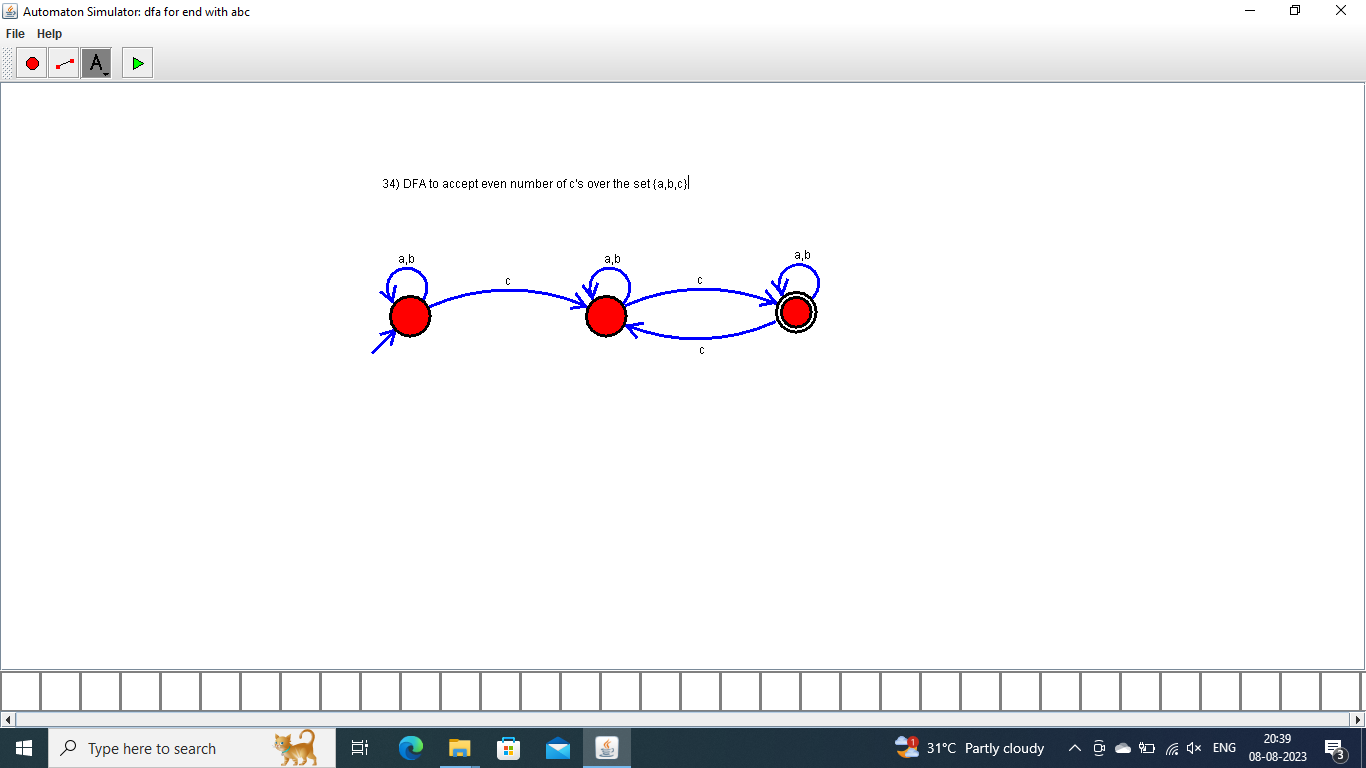 Automaton Simulator: dfa for end with abc
File Help
A
34) DFA to accept even number of c's over the set {a,b,c}
a,b a,b a,b
c c
c
Type here to search
1
31°C Partly cloudy
ENG
20:39
08-08-2023
3